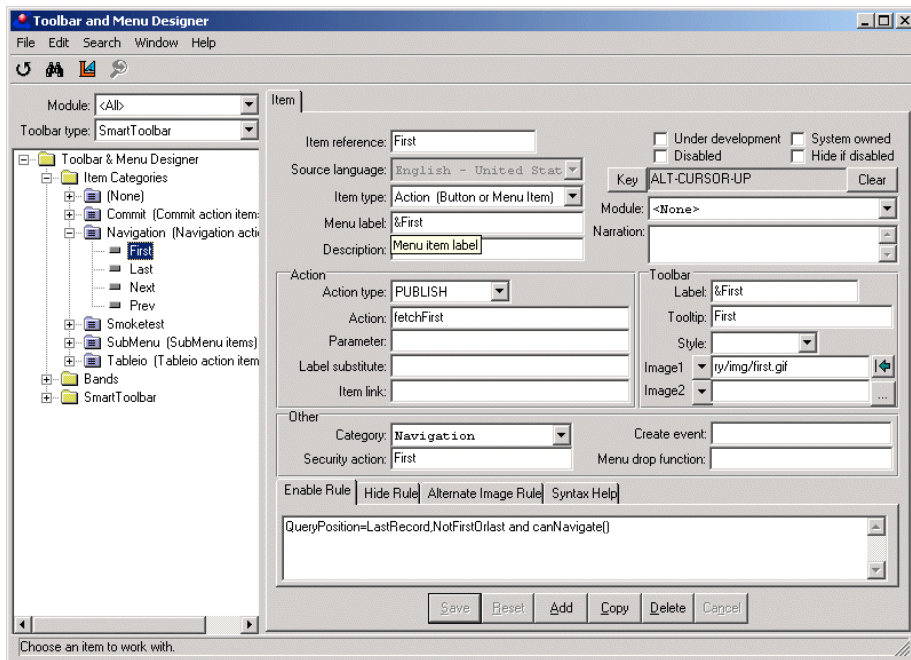 Toolbar and Menu Designer
File Edit Search Window Help
Module: <All>
Toolbar type: SmartToolbar
Toolbar & Menu Designer
Item Categories
(None)
Commit (Commit action item:
Navigation (Navigation acti
First
Last
Next
Prev
Smoketest
SubMenu (SubMenu items)
Tableio (Tableio action item
Bands
SmartToolbar
Item
Item reference: First
Source language: English - United Stat
Item type: Action (Button or Menu Item)
Menu label: &First
Description:
Menu item label
Under development System owned
Disabled Hide if disabled
Key ALT-CURSOR-UP Clear
Module: <None>
Narration:
Action
Action type: PUBLISH
Action: fetchFirst
Parameter:
Label substitute:
Item link:
Toolbar
Label: &First
Tooltip: First
Style:
Image1 ry/img/first.gif
Image2 ...
Other
Category: Navigation
Security action: First
Create event:
Menu drop function:
Enable Rule Hide Rule Alternate Image Rule Syntax Help
QueryPosition=LastRecord,NotFirstOrlast and canNavigate()
Save Reset Add Copy Delete Cancel
Choose an item to work with.